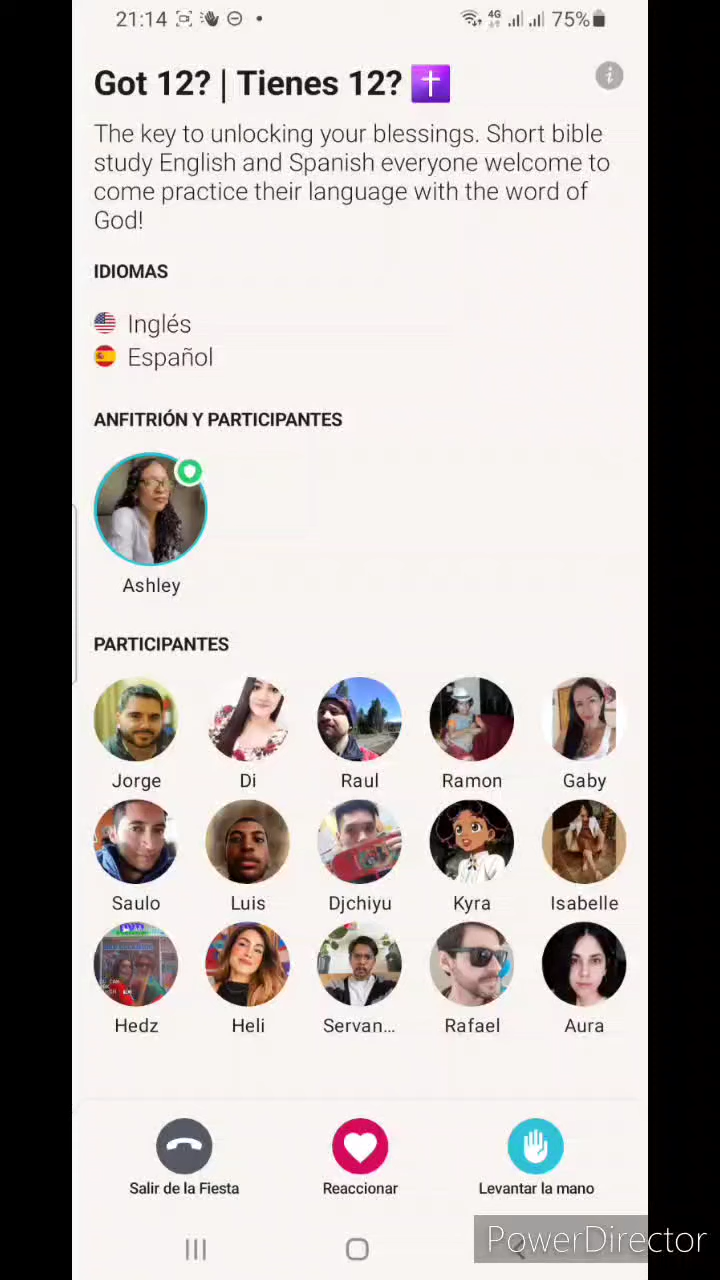 21:14
4G 75%
Got 12? | Tienes 12?
The key to unlocking your blessings. Short bible
study English and Spanish everyone welcome to
come practice their language with the word of
God!
IDIOMAS
Inglés
Español
ANFITRIÓN Y PARTICIPANTES
Ashley
PARTICIPANTES
Jorge Di Raul Ramon Gaby
Saulo Luis Djchiyu Kyra Isabelle
Hedz Heli Servan... Rafael Aura
Salir de la Fiesta Reaccionar Levantar la mano
PowerDirector